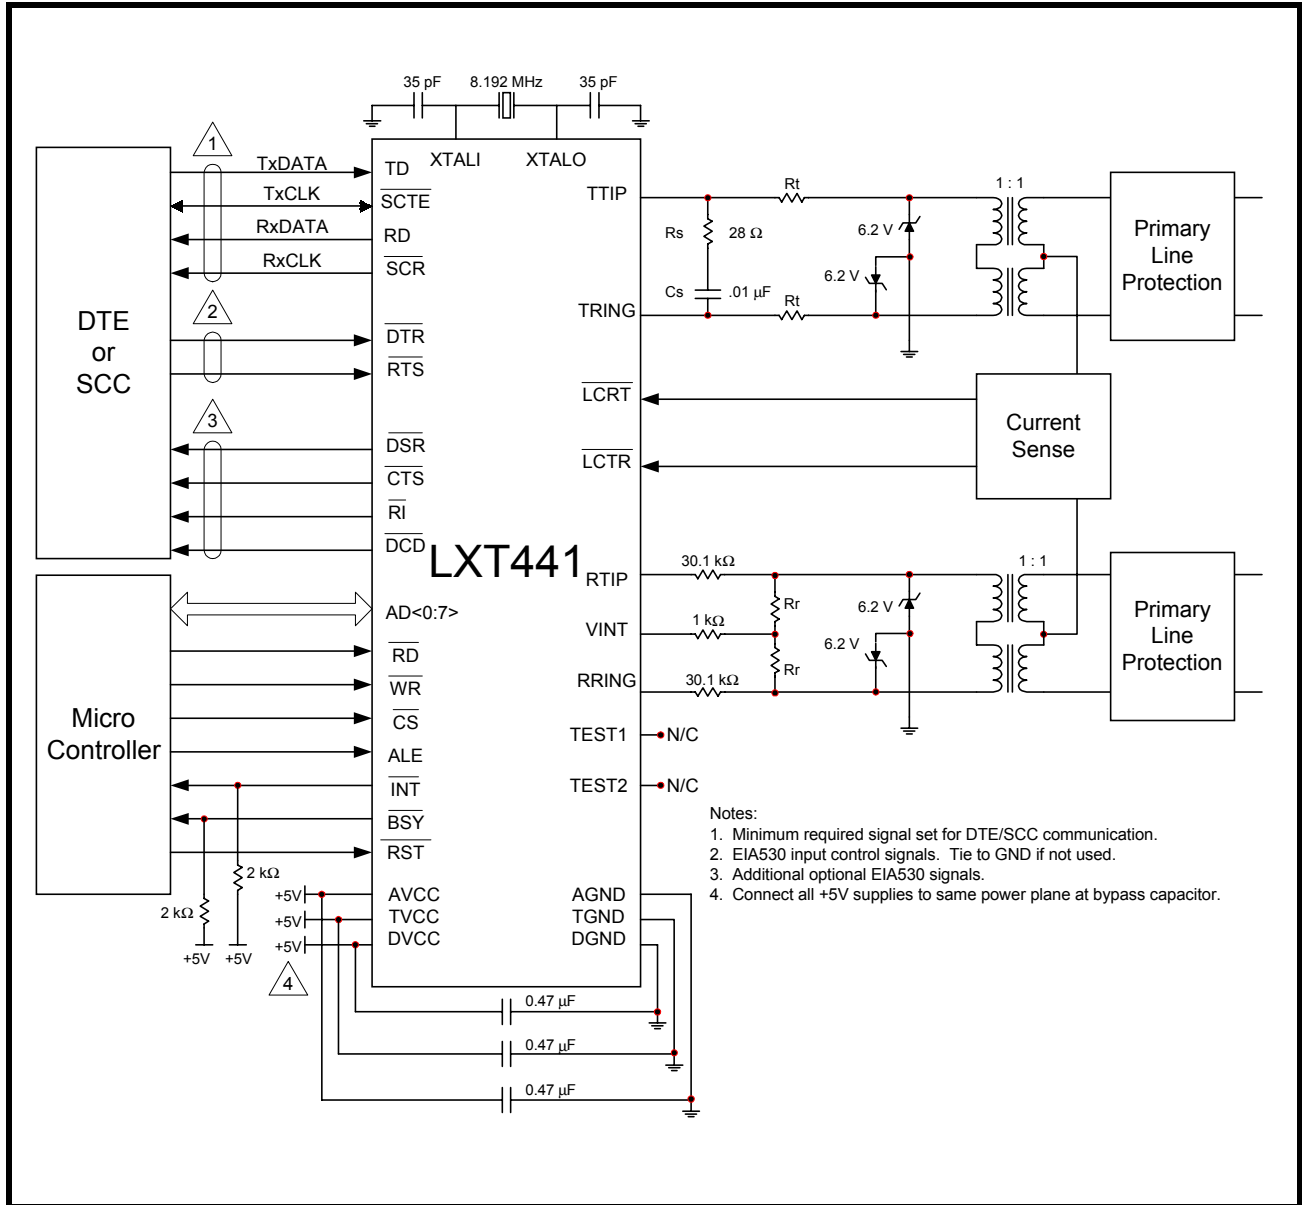 35 pF 8.192 MHz 35 pF
XTALI XTALO
1
TxDATA TD
TxCLK SCTE
RxDATA RD
RxCLK SCR
2
DTR
RTS
3
DSR
CTS
RI
DCD
DTE
or
SCC
LXT441
TTIP
Rt
1 : 1
Rs 28 Ω
6.2 V
6.2 V
Cs .01 µF
TRING
Rt
Primary
Line
Protection
LCRT
LCTR
Current
Sense
RTIP
30.1 kΩ
1 : 1
Rr
6.2 V
VINT
1 kΩ
6.2 V
Rr
RRING
30.1 kΩ
Primary
Line
Protection
TEST1 N/C
TEST2 N/C
Micro
Controller
AD<0:7>
RD
WR
CS
ALE
INT
BSY
RST
2 kΩ
2 kΩ
+5V
+5V
+5V AVCC
+5V TVCC
+5V DVCC
4
AGND
TGND
DGND
0.47 µF
0.47 µF
0.47 µF
Notes:
1. Minimum required signal set for DTE/SCC communication.
2. EIA530 input control signals. Tie to GND if not used.
3. Additional optional EIA530 signals.
4. Connect all +5V supplies to same power plane at bypass capacitor.